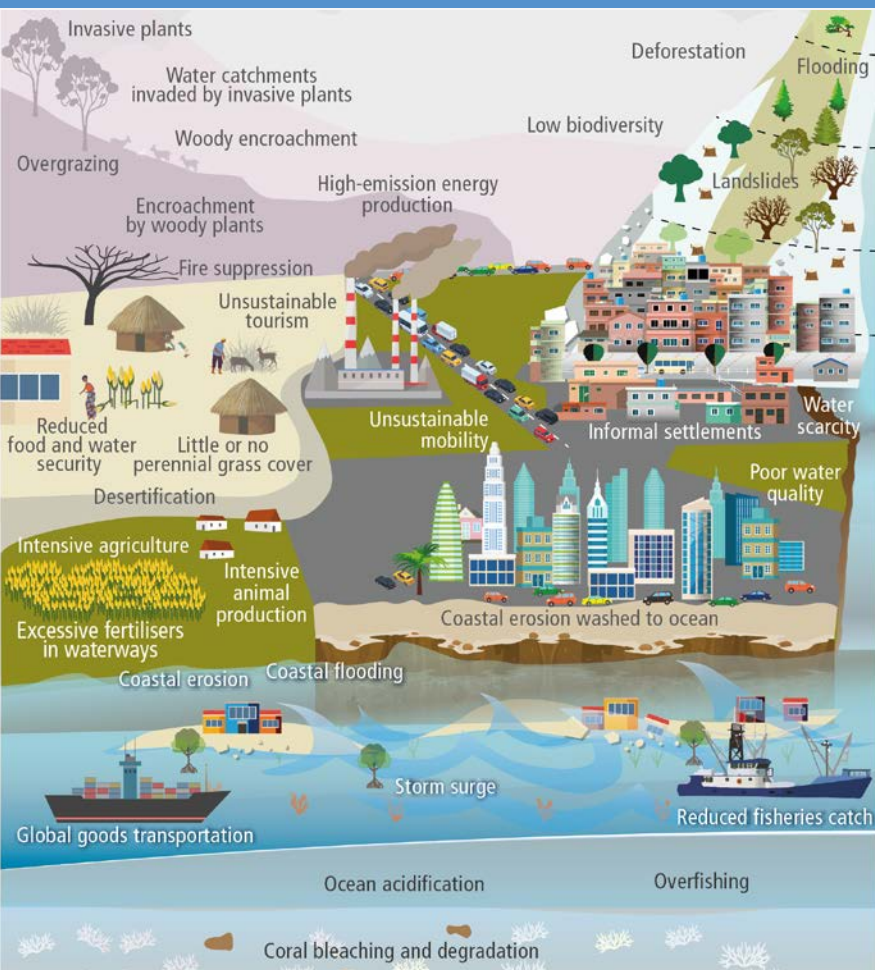 Invasive plants
Water catchments
invaded by invasive plants
Woody encroachment
Overgrazing
Encroachment
by woody plants
High-emission energy
production
Deforestation
Flooding
Low biodiversity
Landslides
Fire suppression
Unsustainable
tourism
Reduced
food and water
security
Little or no
perennial grass cover
Desertification
Unsustainable
mobility
Informal settlements
Water
scarcity
Poor water
quality
Intensive agriculture
Intensive
animal
production
Excessive fertilisers
in waterways
Coastal erosion washed to ocean
Coastal erosion
Coastal flooding
Storm surge
Global goods transportation
Reduced fisheries catch
Ocean acidification
Overfishing
Coral bleaching and degradation